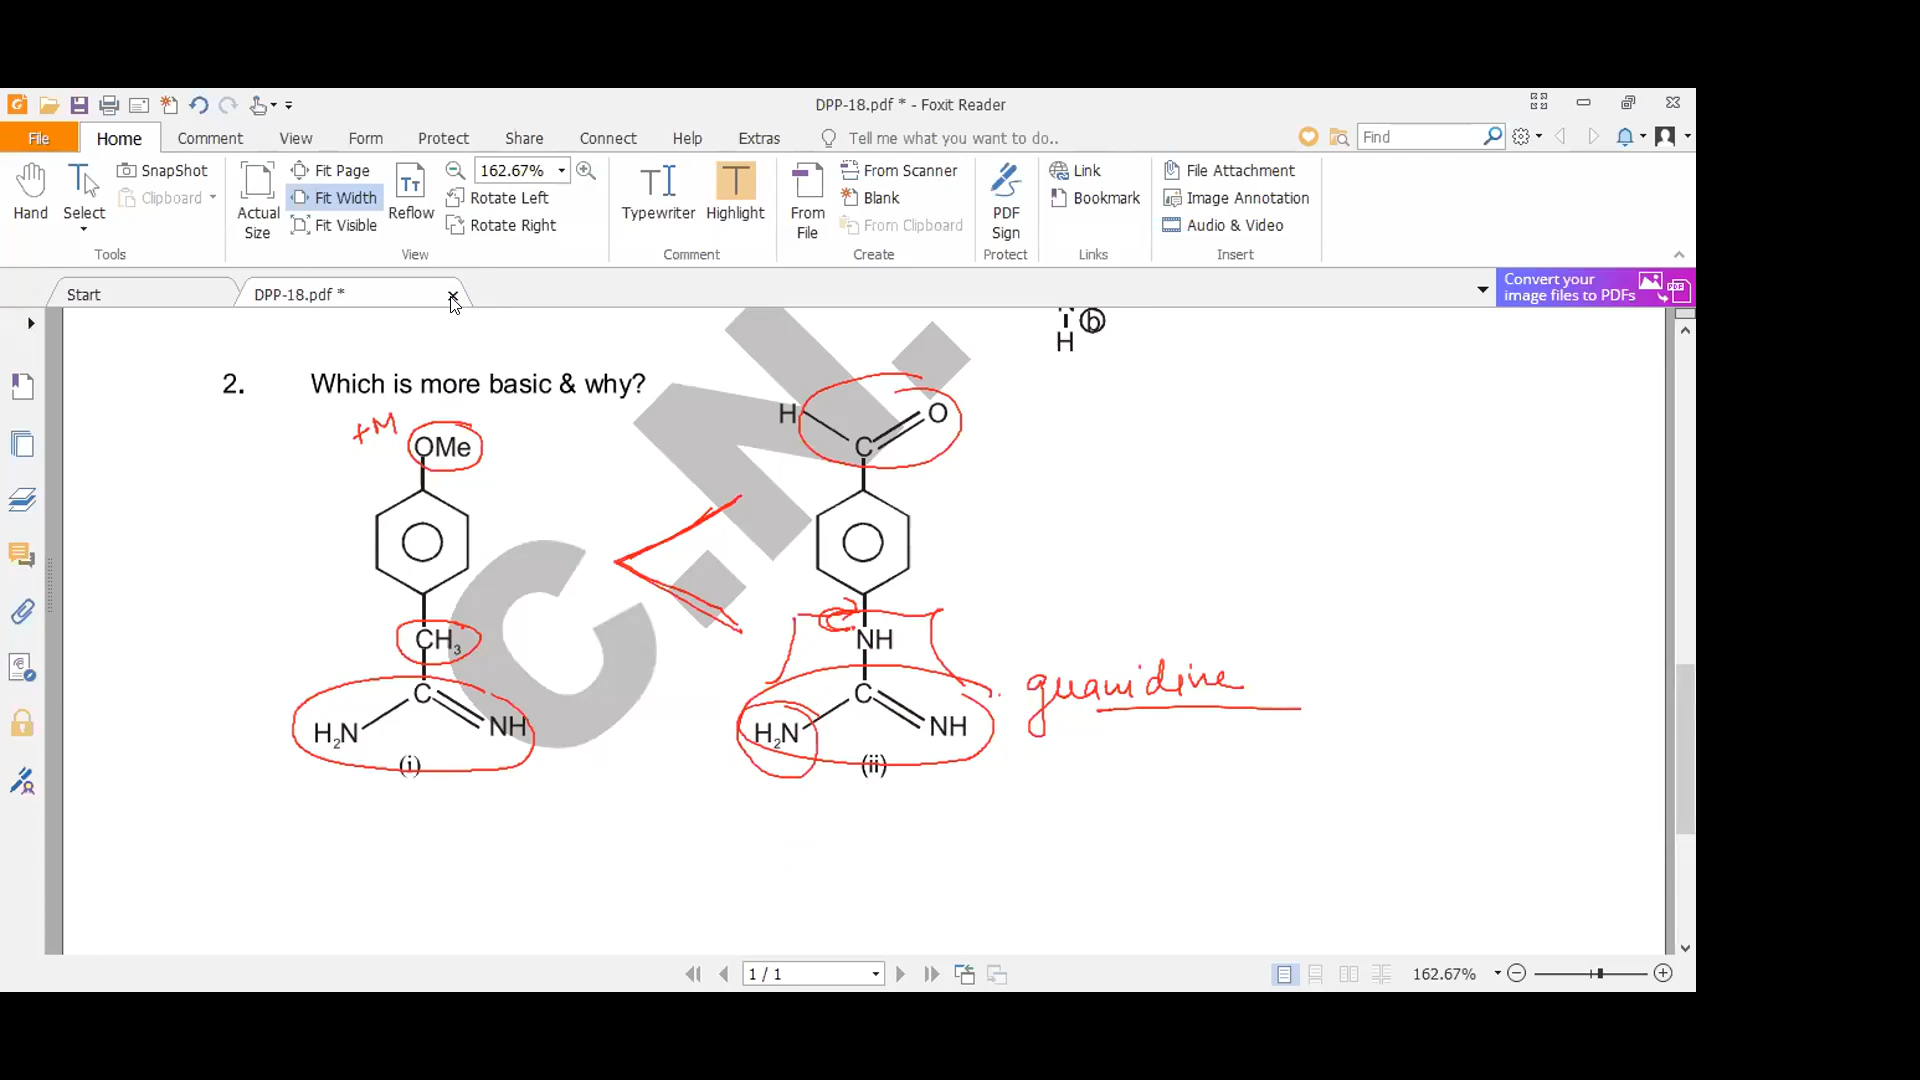 DPP-18.pdf * - Foxit Reader
File Home Comment View Form Protect Share Connect Help Extras Tell me what you want to do.. Find
Hand
Select
SnapShot
Clipboard
Tools
Actual Size
Fit Page
Fit Width
Fit Visible
Reflow
162.67%
Rotate Left
Rotate Right
View
Typewriter
Highlight
Comment
From File
From Scanner
Blank
From Clipboard
Create
PDF Sign
Protect
Link
Bookmark
Links
File Attachment
Image Annotation
Audio & Video
Insert
Start
DPP-18.pdf *
Convert your
image files to PDFs
b
H
2. Which is more basic & why?
+M
OMe
H
O
C
CH3
NH
C
H2N
NH
(i)
C
H2N
NH
(ii)
guanidine
C.N.
1 / 1
162.67%